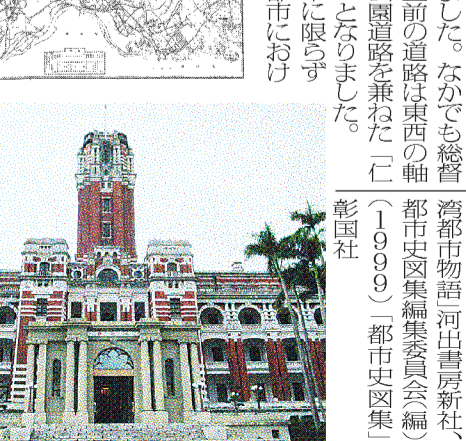 した。なかでも総督
前の道路は東西の軸
園道路を兼ねた「仁
となりました。
に限らず
市におけ
湾都市物語」河出書房新社、
都市史図集編集委員会（編）
（１９９９）「都市史図集」
彰国社